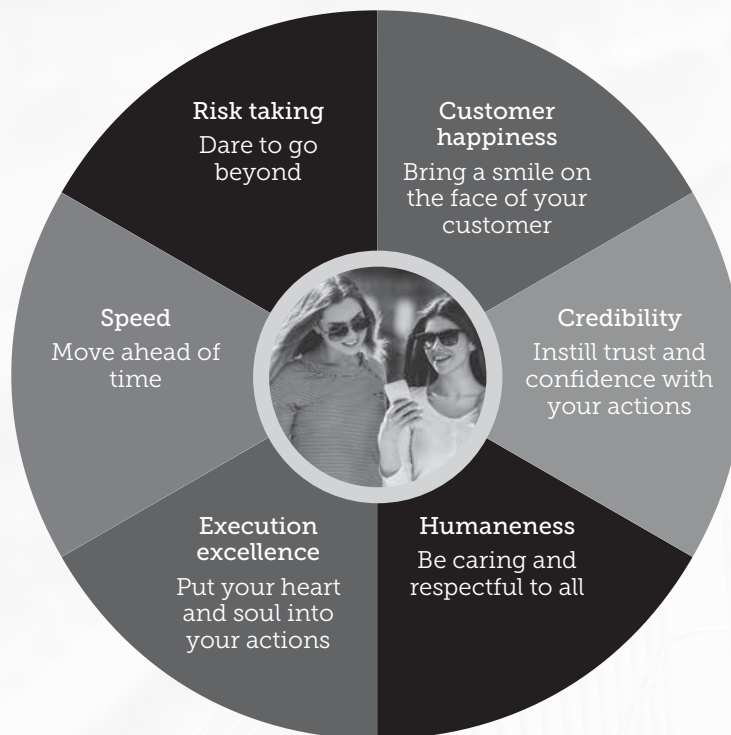 Risk taking
Dare to go
beyond
Customer
happiness
Bring a smile on
the face of your
customer
Credibility
Instill trust and
confidence with
your actions
Humaneness
Be caring and
respectful to all
Execution
excellence
Put your heart
and soul into
your actions
Speed
Move ahead of
time